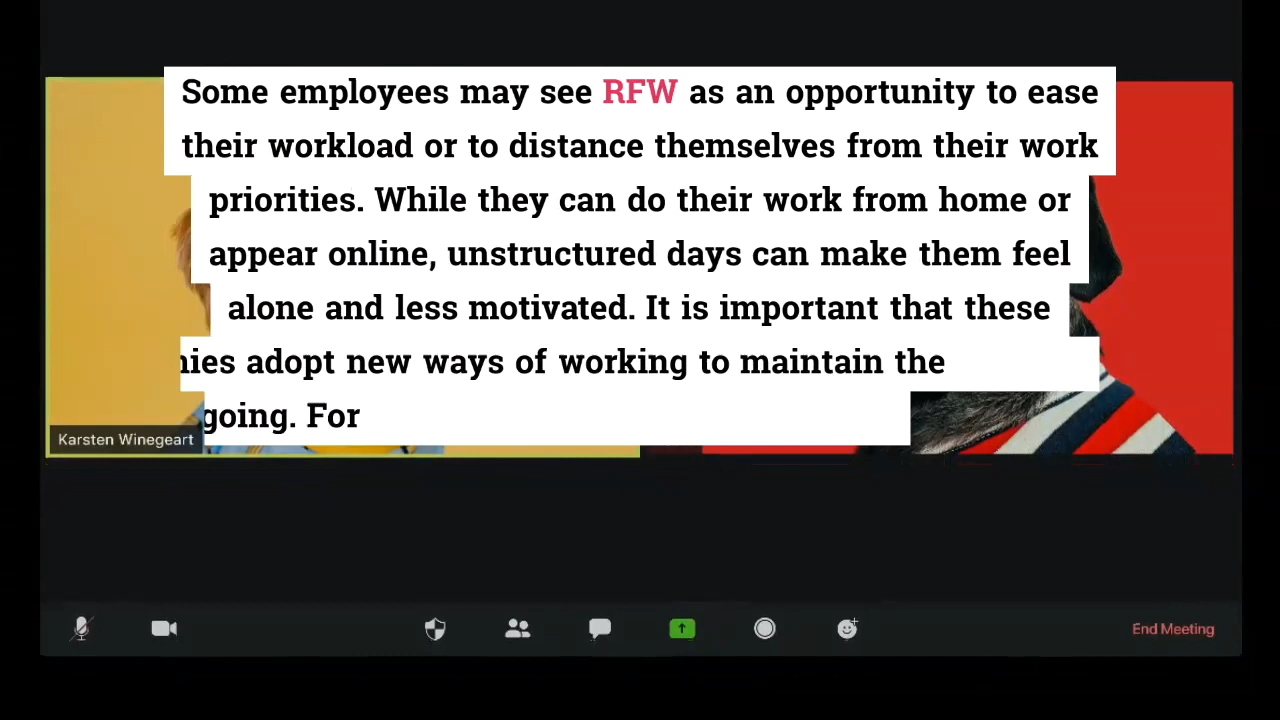 Some employees may see RFW as an opportunity to ease
their workload or to distance themselves from their work
priorities. While they can do their work from home or
appear online, unstructured days can make them feel
alone and less motivated. It is important that these
adopt new ways of working to maintain the
going. For
Karsten Winegeart
End Meeting